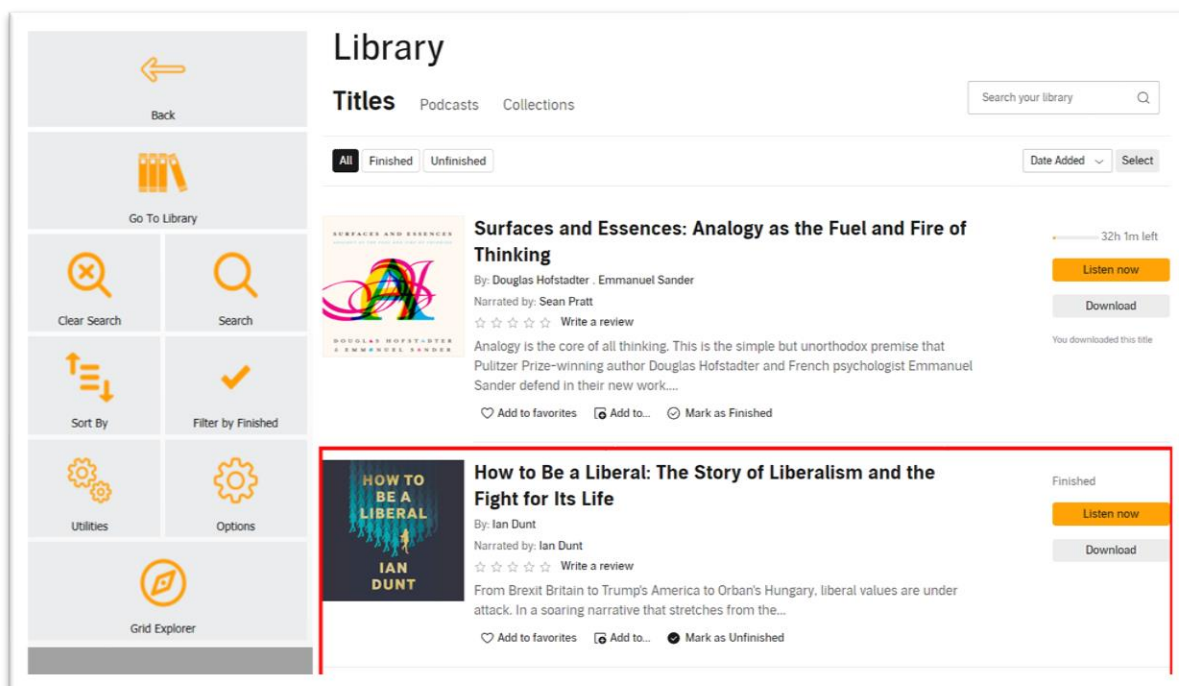 Back
Go To Library
Clear Search
Search
Sort By
Filter by Finished
Utilities
Options
Grid Explorer
Library
Titles Podcasts Collections
Search your library
All Finished Unfinished
Date Added Select
SURFACES AND ESSENCES
ANALOGY AS THE FUEL AND FIRE OF THINKING
A
DOUGLAS HOFSTADTER
& EMMANUEL SANDER
Surfaces and Essences: Analogy as the Fuel and Fire of
Thinking
By: Douglas Hofstadter , Emmanuel Sander
Narrated by: Sean Pratt
Write a review
Analogy is the core of all thinking. This is the simple but unorthodox premise that
Pulitzer Prize-winning author Douglas Hofstadter and French psychologist Emmanuel
Sander defend in their new work....
Add to favorites Add to... Mark as Finished
32h 1m left
Listen now
Download
You downloaded this title
HOW TO
BE A
LIBERAL
IAN
DUNT
How to Be a Liberal: The Story of Liberalism and the
Fight for Its Life
By: Ian Dunt
Narrated by: Ian Dunt
Write a review
From Brexit Britain to Trump's America to Orban's Hungary, liberal values are under
attack. In a soaring narrative that stretches from the...
Add to favorites Add to... Mark as Unfinished
Finished
Listen now
Download